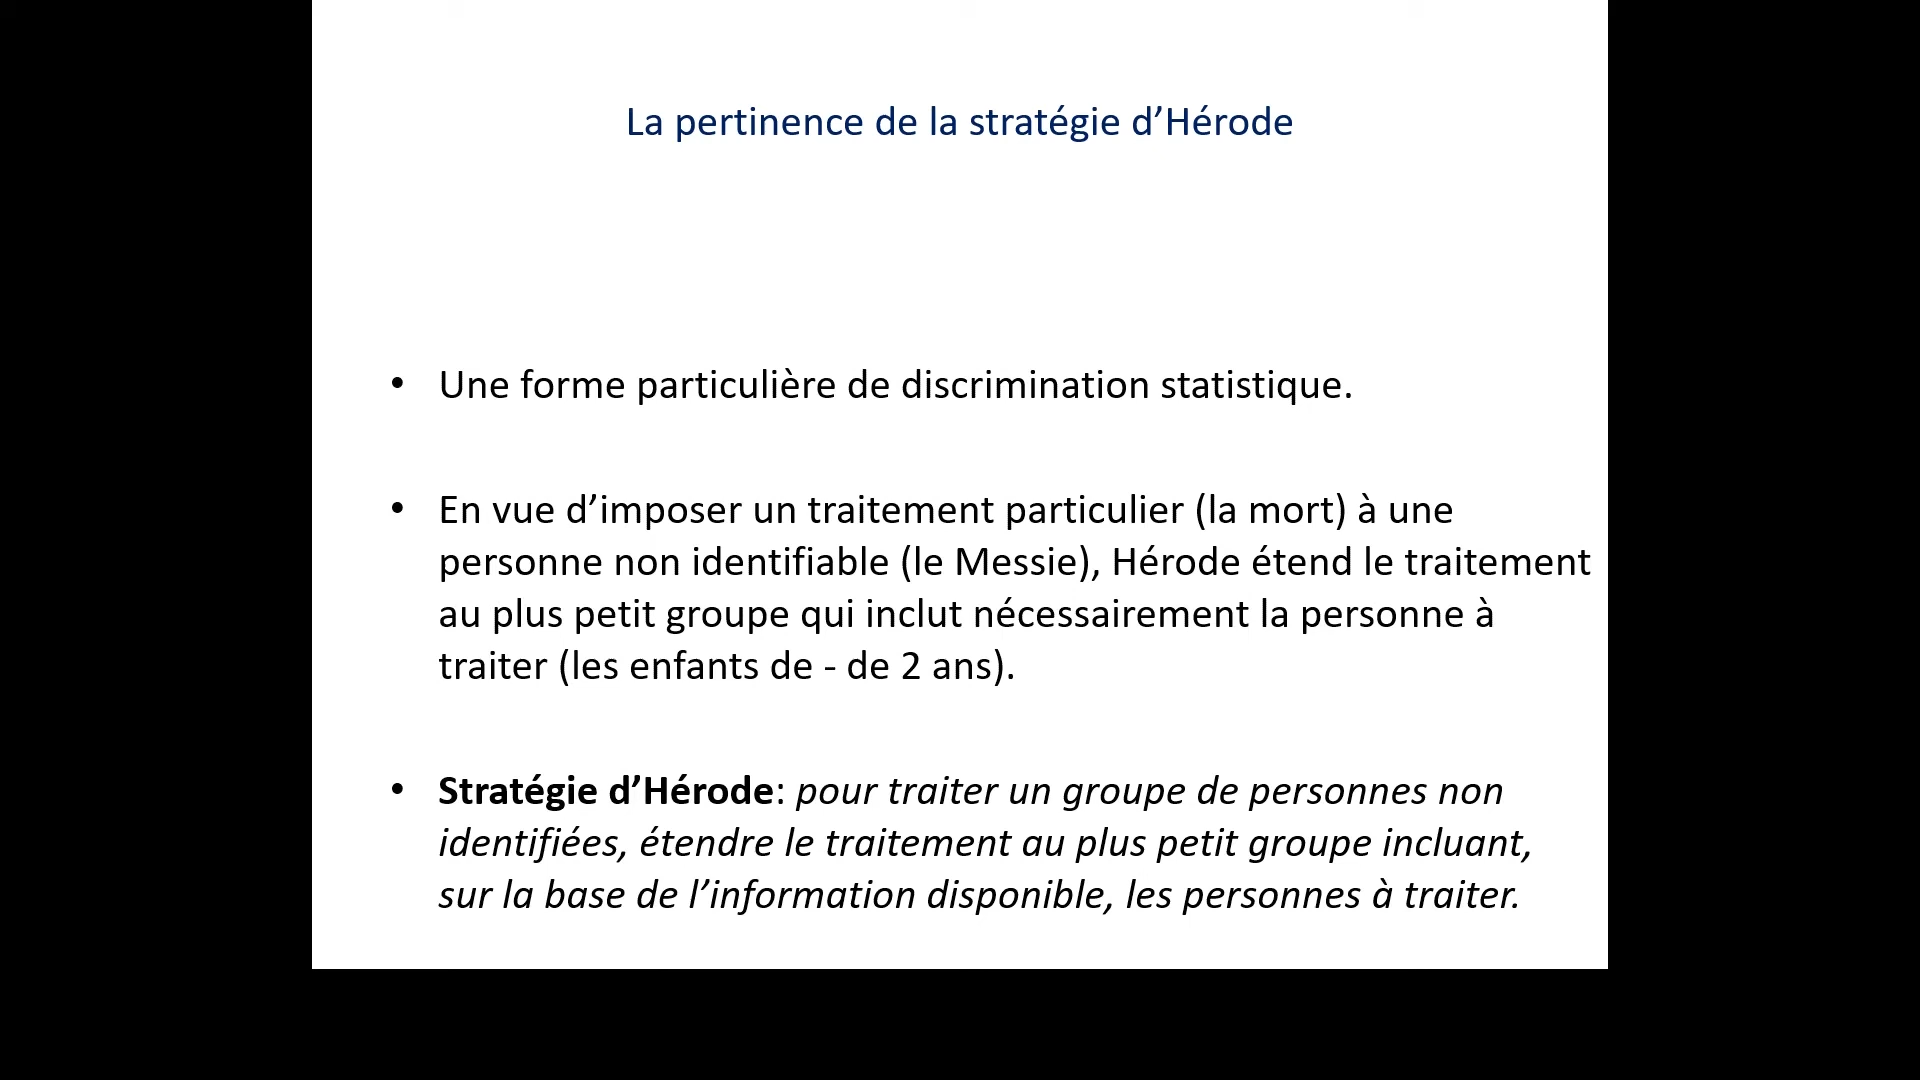 La pertinence de la stratégie d’Hérode
• Une forme particulière de discrimination statistique.
• En vue d’imposer un traitement particulier (la mort) à une
personne non identifiable (le Messie), Hérode étend le traitement
au plus petit groupe qui inclut nécessairement la personne à
traiter (les enfants de - de 2 ans).
• Stratégie d’Hérode: pour traiter un groupe de personnes non
identifiées, étendre le traitement au plus petit groupe incluant,
sur la base de l’information disponible, les personnes à traiter.